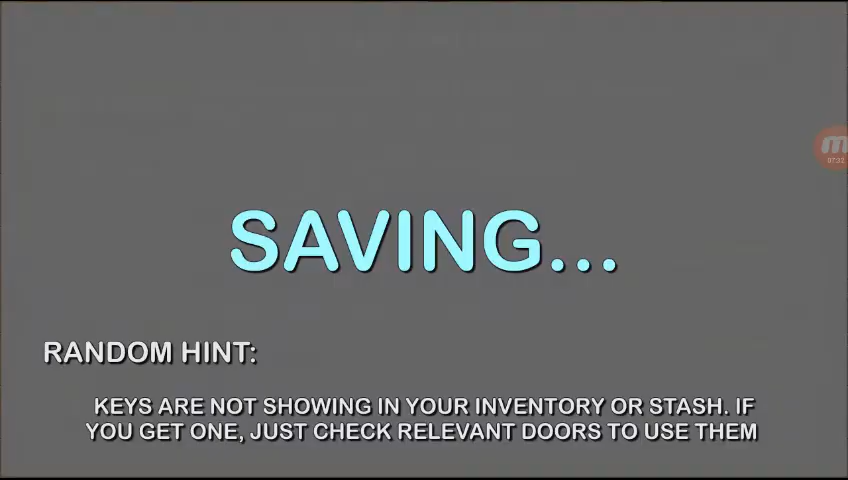 SAVING...
RANDOM HINT:
KEYS ARE NOT SHOWING IN YOUR INVENTORY OR STASH. IF
YOU GET ONE, JUST CHECK RELEVANT DOORS TO USE THEM